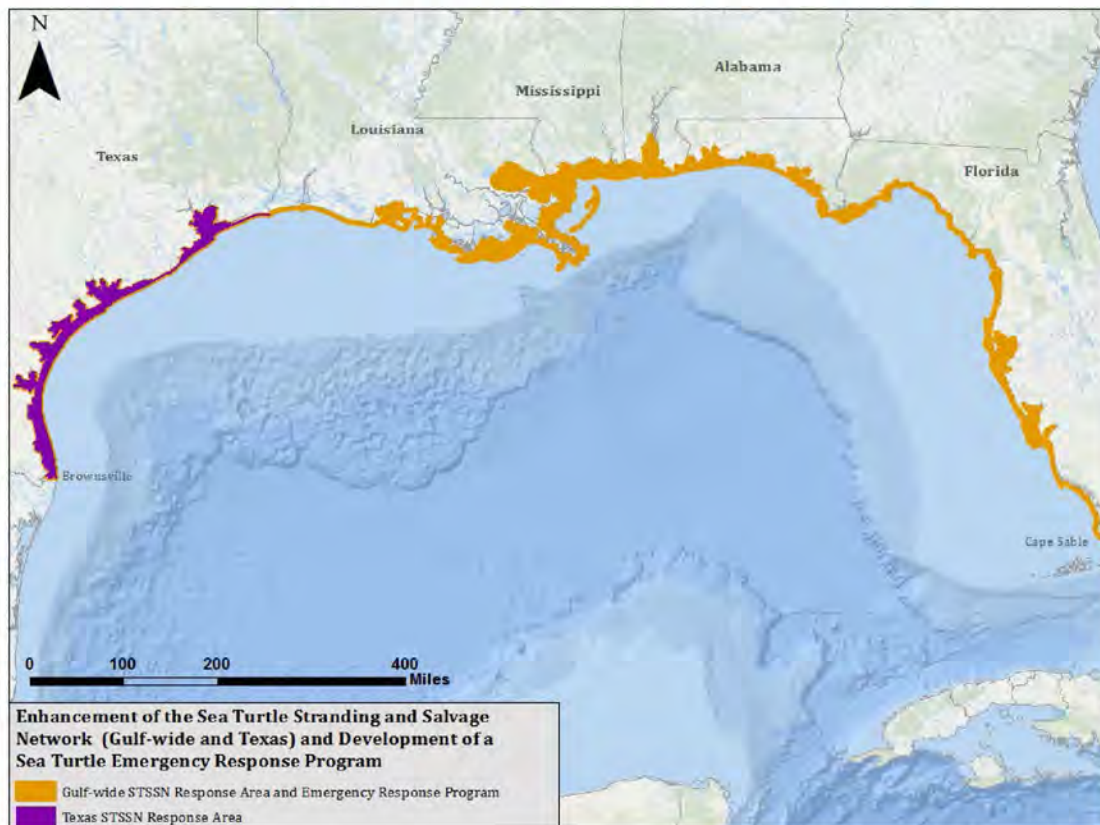 N
Alabama
Mississippi
Louisiana
Texas
Florida
Brownsville
Cape Sable
0 100 200 400
Miles
Enhancement of the Sea Turtle Stranding and Salvage
Network (Gulf-wide and Texas) and Development of a
Sea Turtle Emergency Response Program
Gulf-wide STSSN Response Area and Emergency Response Program
Texas STSSN Response Area